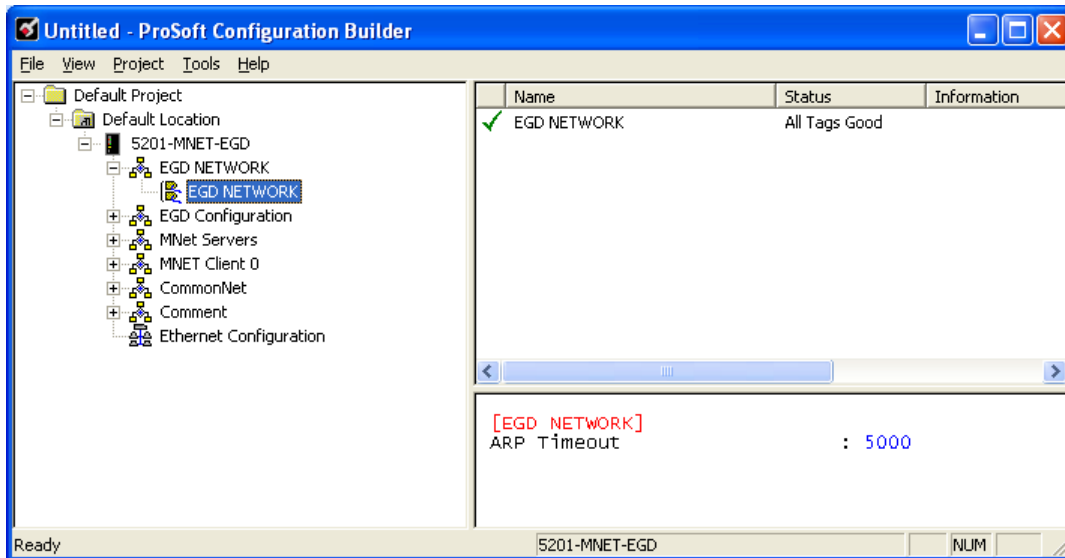 Untitled - ProSoft Configuration Builder
File View Project Tools Help
Default Project
Default Location
5201-MNET-EGD
EGD NETWORK
EGD NETWORK
EGD Configuration
MNet Servers
MNET Client 0
CommonNet
Comment
Ethernet Configuration
Name Status Information
EGD NETWORK All Tags Good
[EGD NETWORK]
ARP Timeout : 5000
Ready 5201-MNET-EGD NUM